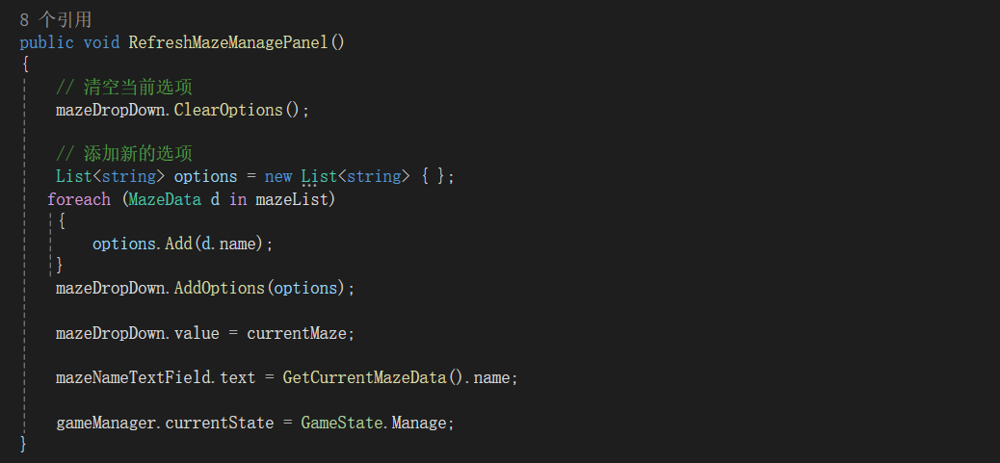 8 个引用
public void RefreshMazeManagePanel()
{
// 清空当前选项
mazeDropDown.ClearOptions();
// 添加新的选项
List<string> options = new List<string> { };
foreach (MazeData d in mazeList)
{
options.Add(d.name);
}
mazeDropDown.AddOptions(options);
mazeDropDown.value = currentMaze;
mazeNameTextField.text = GetCurrentMazeData().name;
gameManager.currentState = GameState.Manage;
}